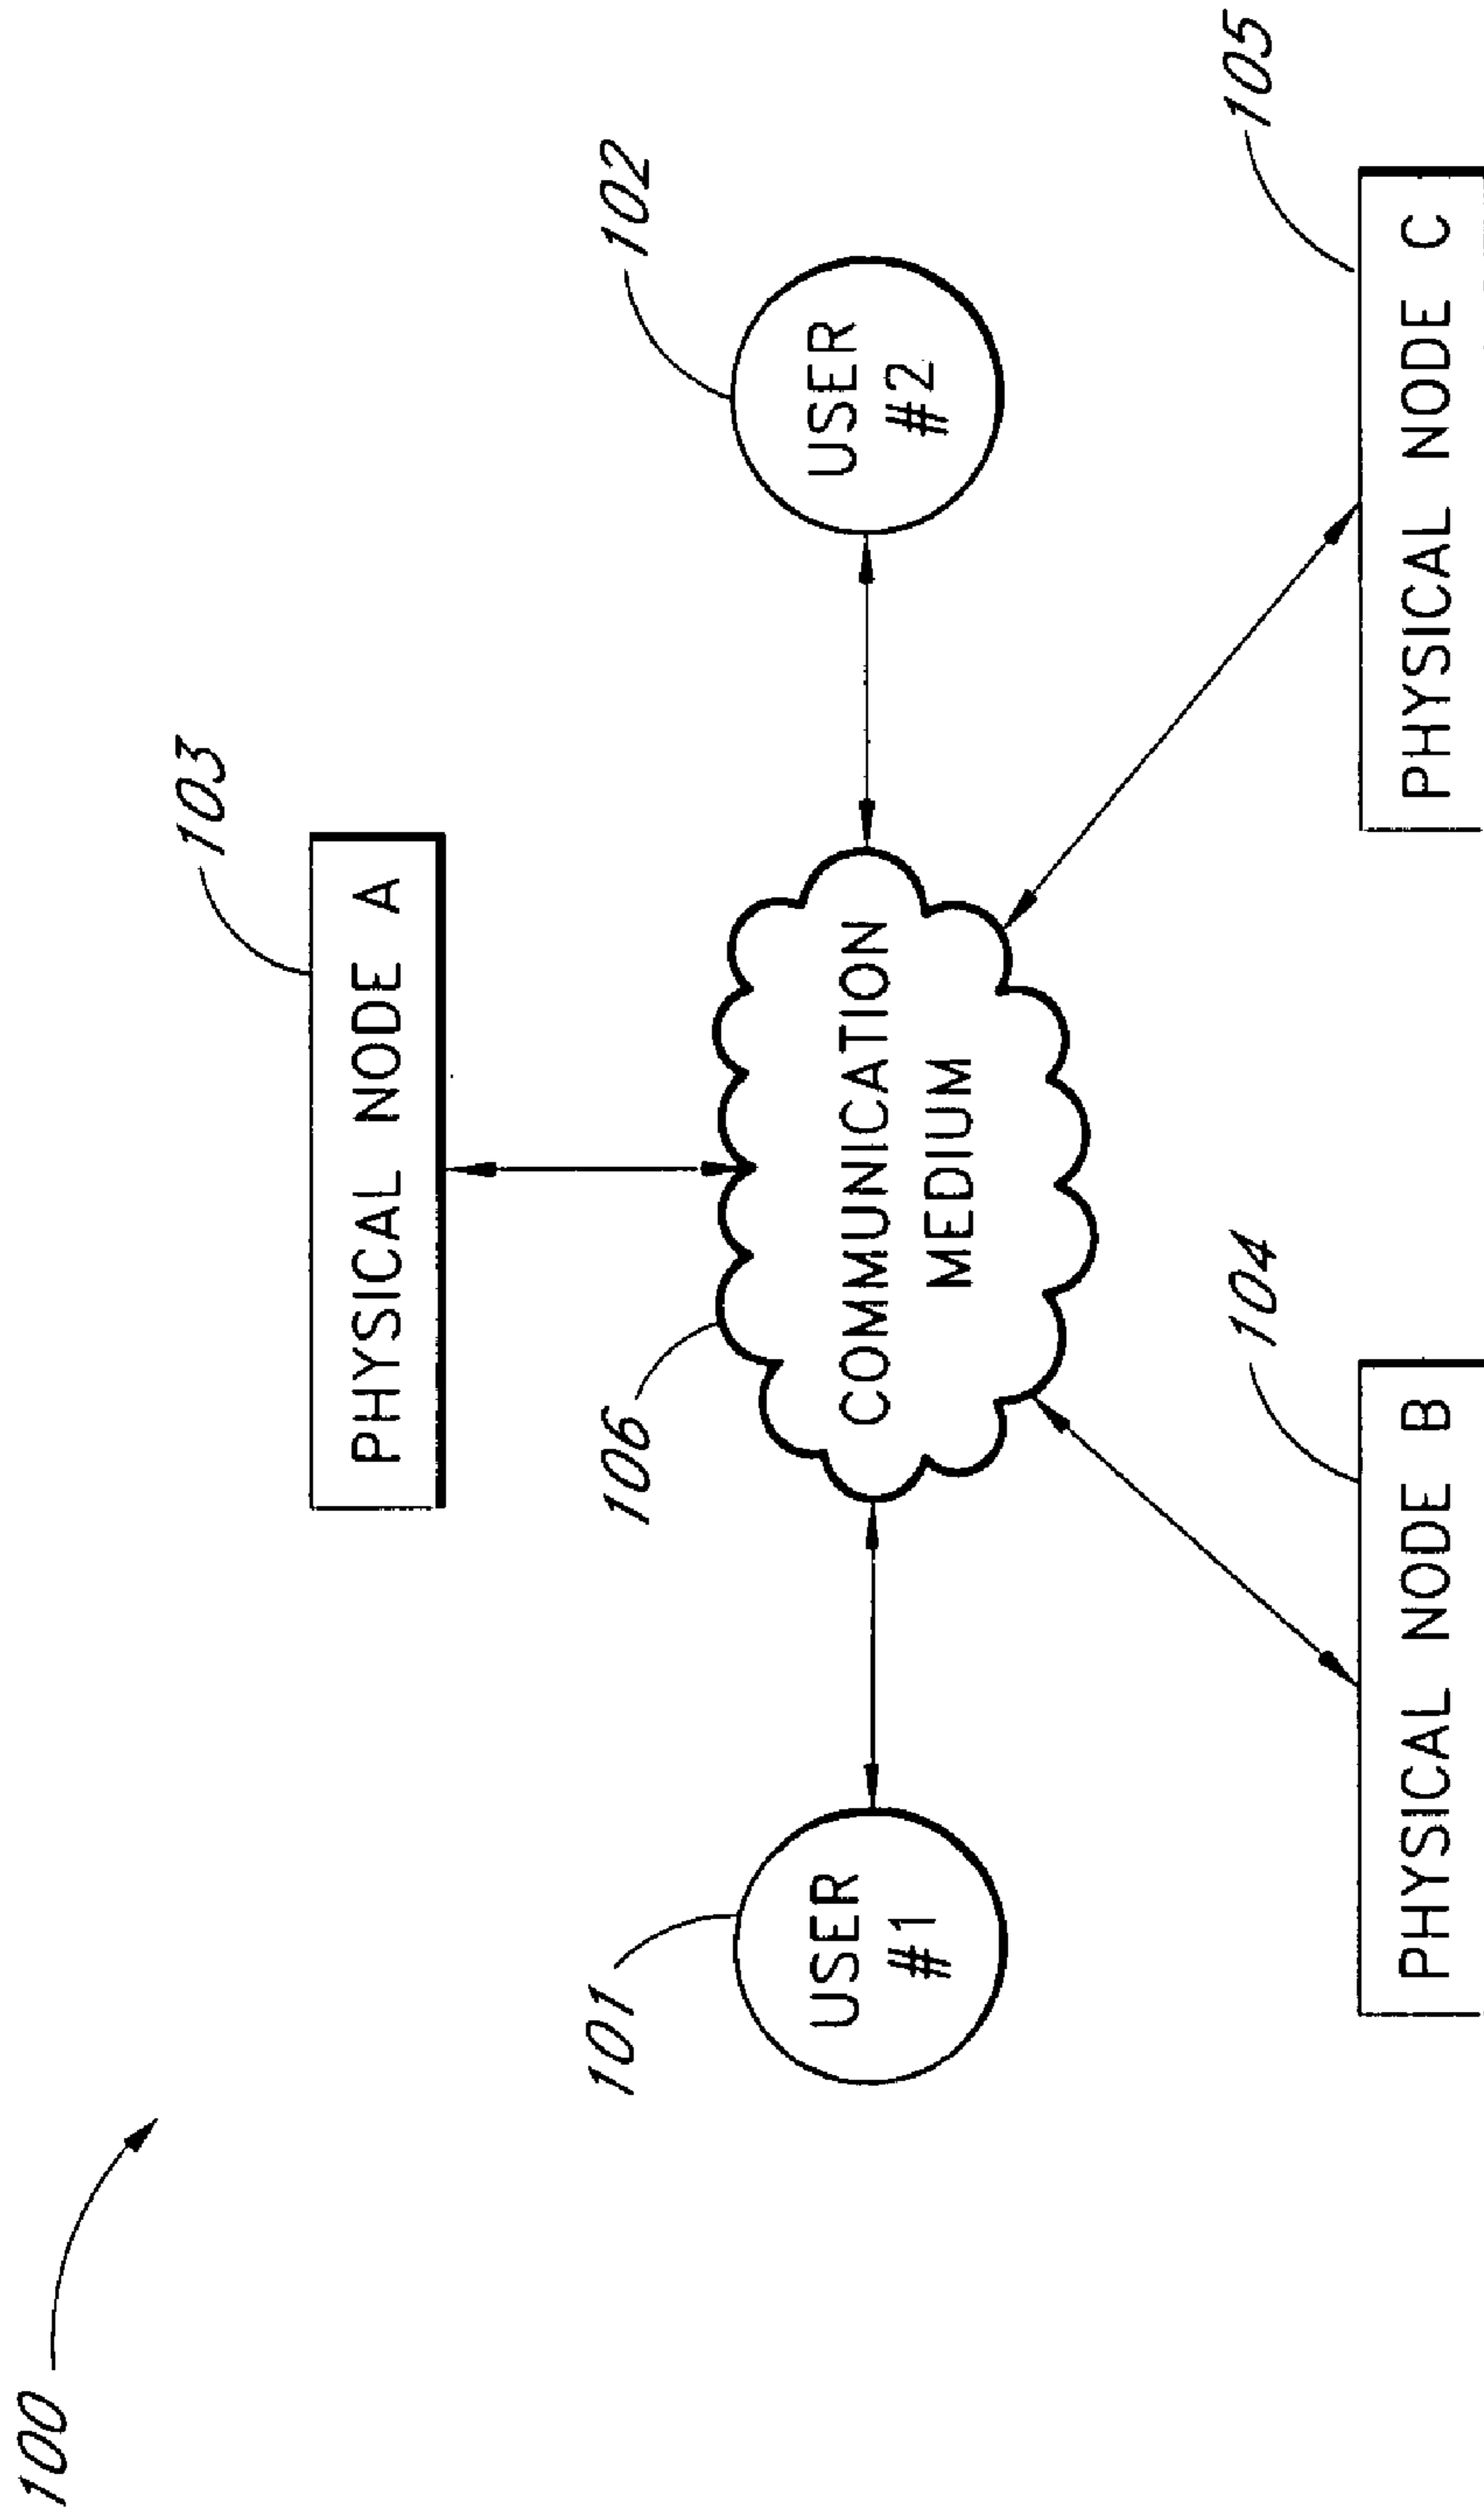 100
103
PHYSICAL NODE A
101
106
102
USER
#1
COMMUNICATION
MEDIUM
USER
#2
104
105
PHYSICAL NODE B
PHYSICAL NODE C